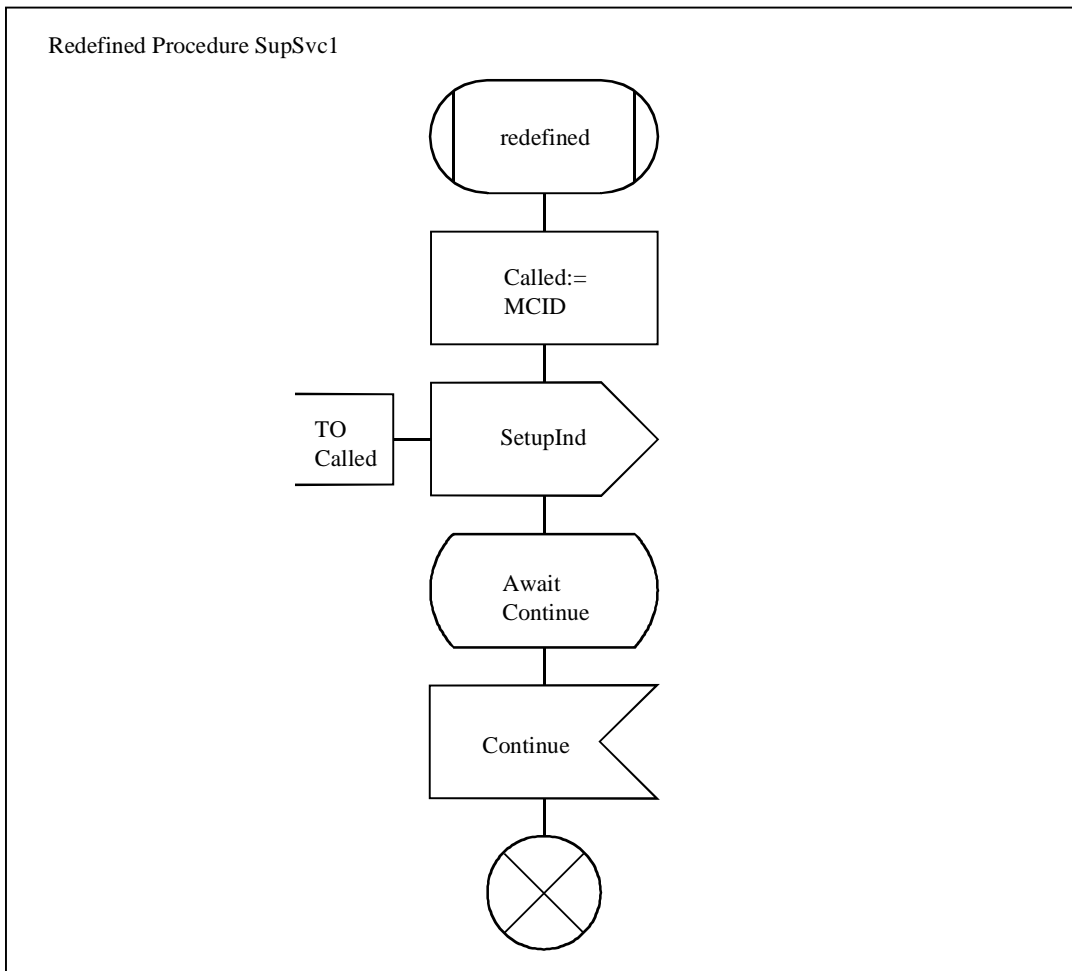 Redefined Procedure SupSvc1
redefined
Called:=
MCID
TO
Called
SetupInd
Await
Continue
Continue